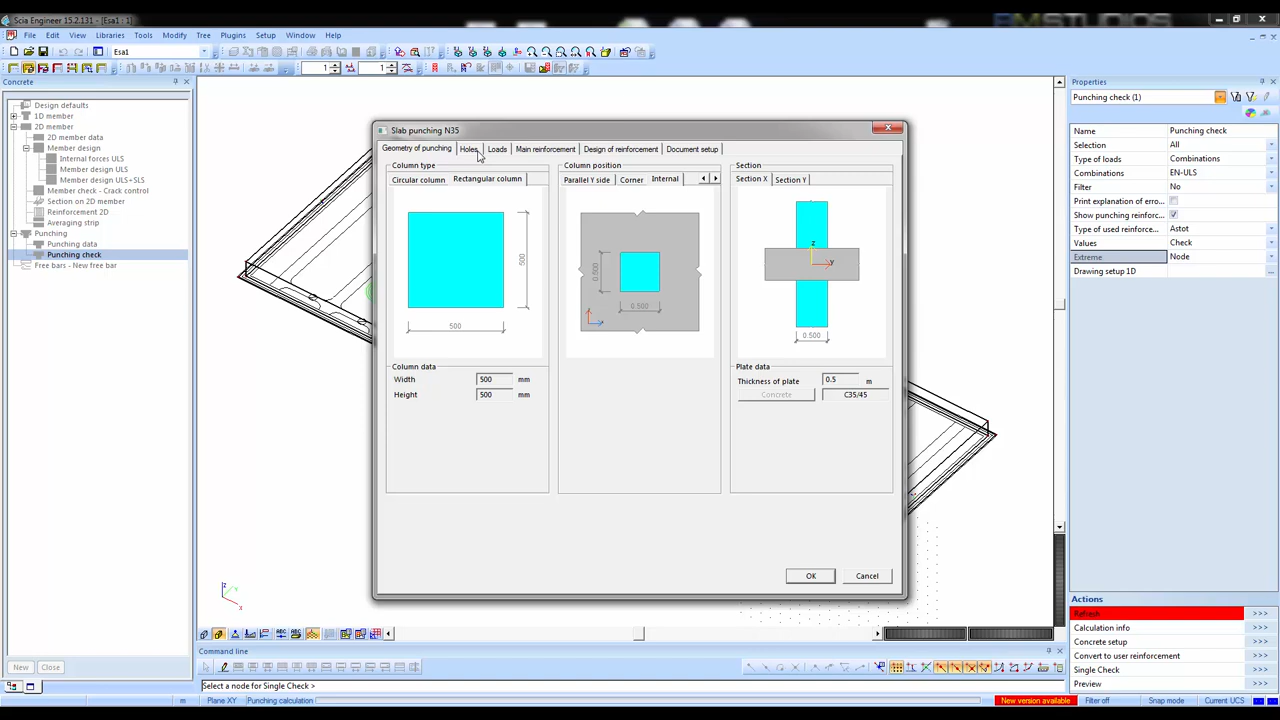 Scia Engineer 15.2.131 - [Esa1 : 1]
File Edit View Libraries Tools Modify Tree Plugins Setup Window Help
Esa1
1 1
Concrete
Design defaults
1D member
2D member
2D member data
Member design
Internal forces ULS
Member design ULS
Member design ULS+SLS
Member check - Crack control
Section on 2D member
Reinforcement 2D
Averaging strip
Punching
Punching data
Punching check
Free bars - New free bar
New Close
Slab punching N35
Geometry of punching Holes Loads Main reinforcement Design of reinforcement Document setup
Column type
Circular column Rectangular column
500
500
Column data
Width 500 mm
Height 500 mm
Column position
Parallel Y side Corner Internal
0.500
0.500
Section
Section X Section Y
z
y
0.500
Plate data
Thickness of plate 0.5 m
Concrete C35/45
OK Cancel
z
y
x
Properties
Punching check (1)
Name Punching check
Selection All
Type of loads Combinations
Combinations EN-ULS
Filter No
Print explanation of erro...
Show punching reinforc...
Type of used reinforce... Astot
Values Check
Extreme Node
Drawing setup 1D ...
Actions
Refresh >>>
Calculation info >>>
Concrete setup >>>
Convert to user reinforcement >>>
Single Check >>>
Preview >>>
Command line
Select a node for Single Check >
m Plane XY Punching calculation New version available Filter off Snap mode Current UCS